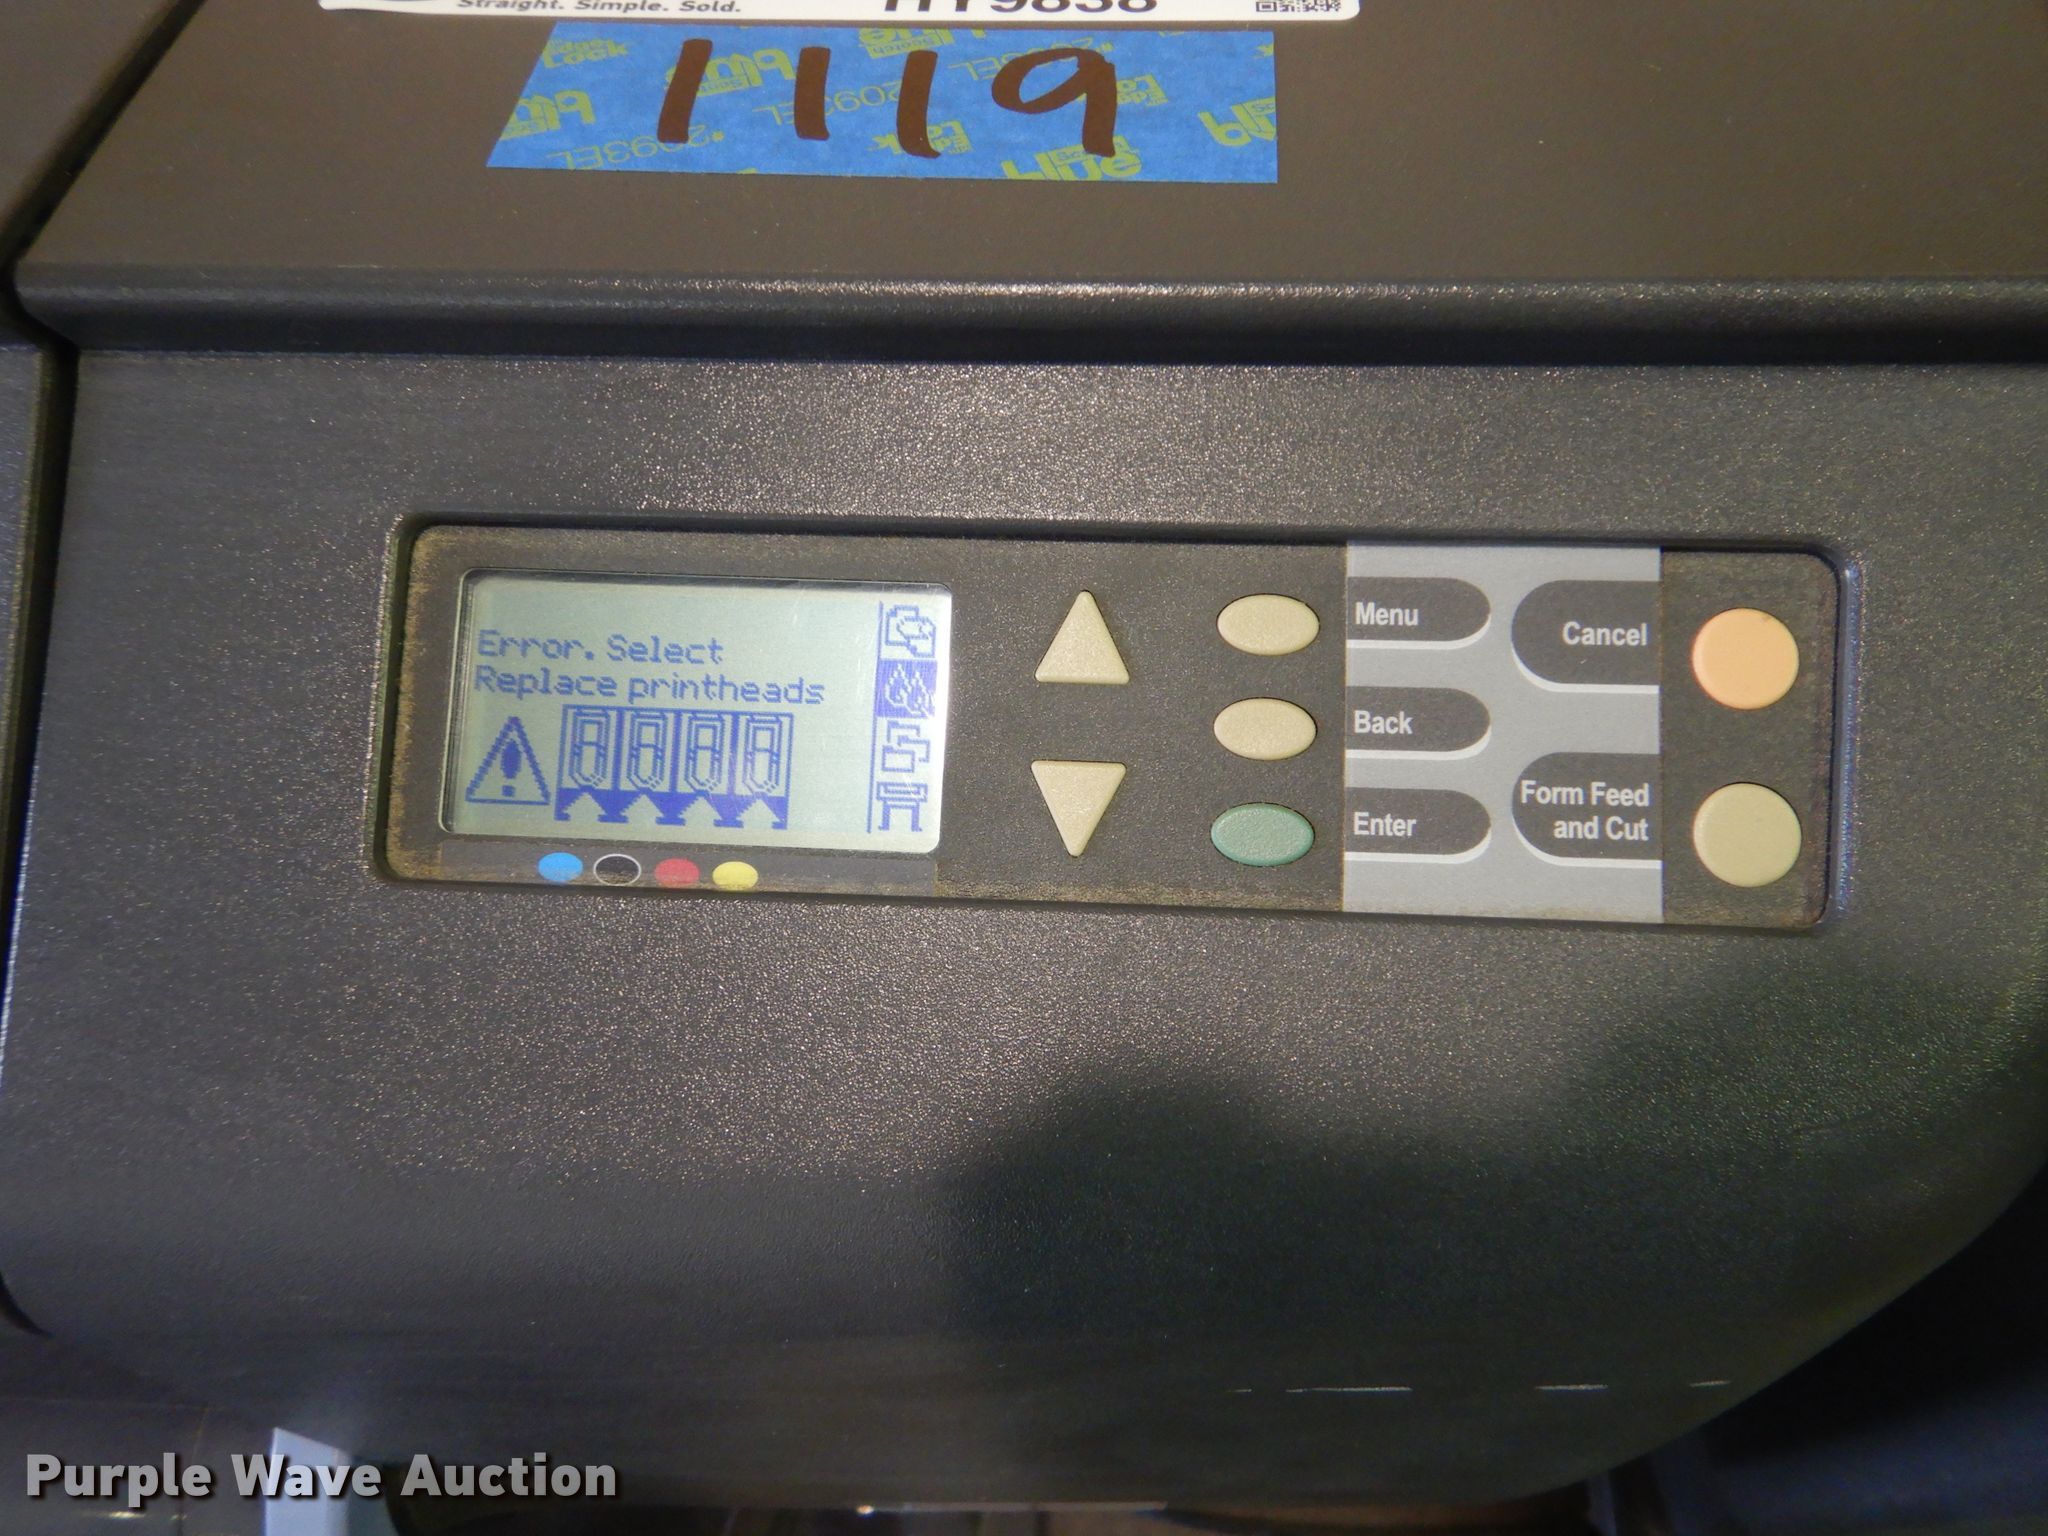 Straight. Simple. Sold.
HY9838
1119
Error. Select
Replace printheads
Menu
Cancel
Back
Form Feed
and Cut
Enter
Purple Wave Auction